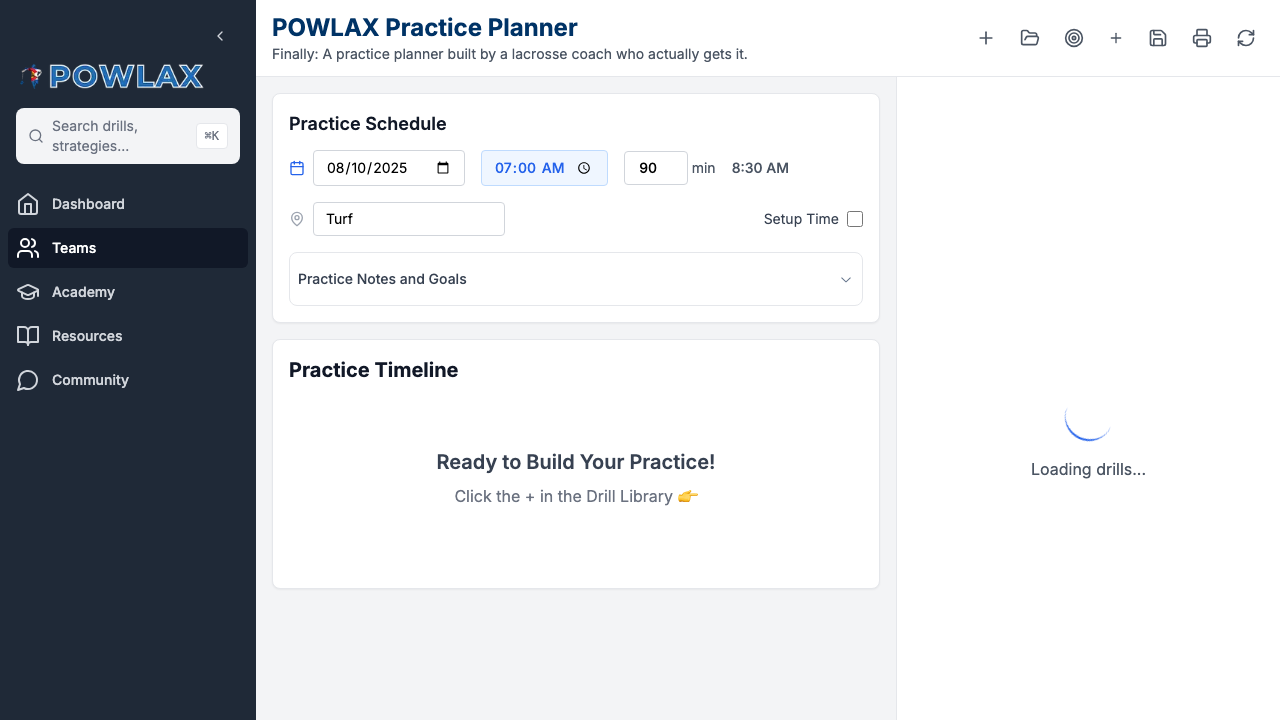 POWLAX
Search drills,
strategies...
⌘K
Dashboard
Teams
Academy
Resources
Community
POWLAX Practice Planner
Finally: A practice planner built by a lacrosse coach who actually gets it.
Practice Schedule
08/10/2025
07:00 AM
90
min
8:30 AM
Turf
Setup Time
Practice Notes and Goals
Practice Timeline
Ready to Build Your Practice!
Click the + in the Drill Library 👉
Loading drills...